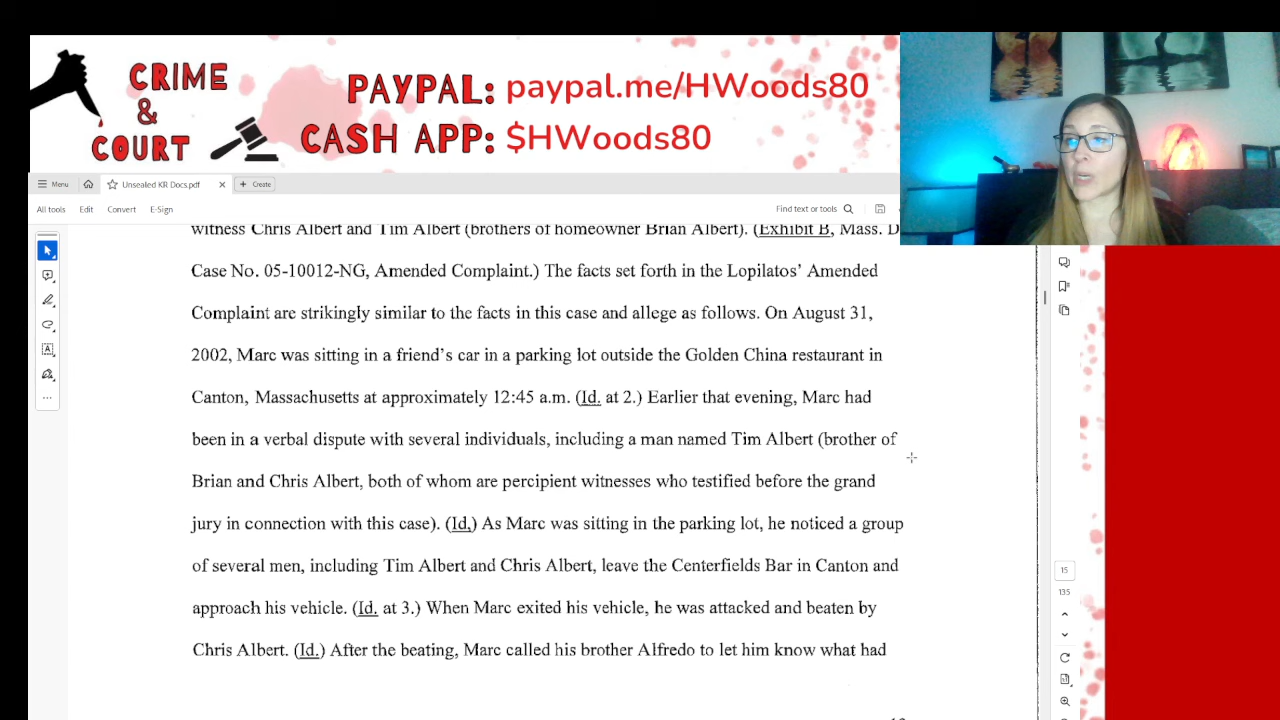 CRIME
&
COURT
PAYPAL: paypal.me/HWoods80
CASH APP: $HWoods80
Menu
Unsealed KR Docs.pdf
Create
All tools
Edit
Convert
E-Sign
Find text or tools
witness Chris Albert and Tim Albert (brothers of homeowner Brian Albert). (Exhibit B, Mass. D
Case No. 05-10012-NG, Amended Complaint.) The facts set forth in the Lopilatos' Amended
Complaint are strikingly similar to the facts in this case and allege as follows. On August 31,
2002, Marc was sitting in a friend's car in a parking lot outside the Golden China restaurant in
Canton, Massachusetts at approximately 12:45 a.m. (Id. at 2.) Earlier that evening, Marc had
been in a verbal dispute with several individuals, including a man named Tim Albert (brother of
Brian and Chris Albert, both of whom are percipient witnesses who testified before the grand
jury in connection with this case). (Id.) As Marc was sitting in the parking lot, he noticed a group
of several men, including Tim Albert and Chris Albert, leave the Centerfields Bar in Canton and
approach his vehicle. (Id. at 3.) When Marc exited his vehicle, he was attacked and beaten by
Chris Albert. (Id.) After the beating, Marc called his brother Alfredo to let him know what had
15
135